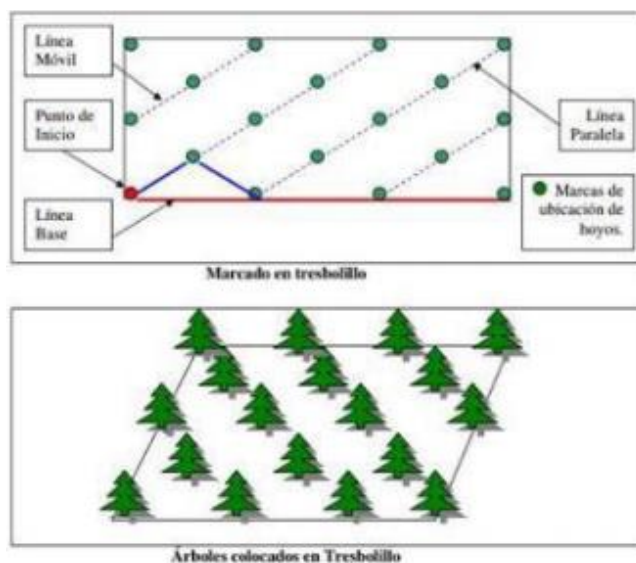 Línea
Móvil
Punto de
Inicio
Línea
Base
Línea
Paralela
Marcas de
ubicación de
hoyos.
Marcado en tresbolillo
Árboles colocados en Tresbolillo